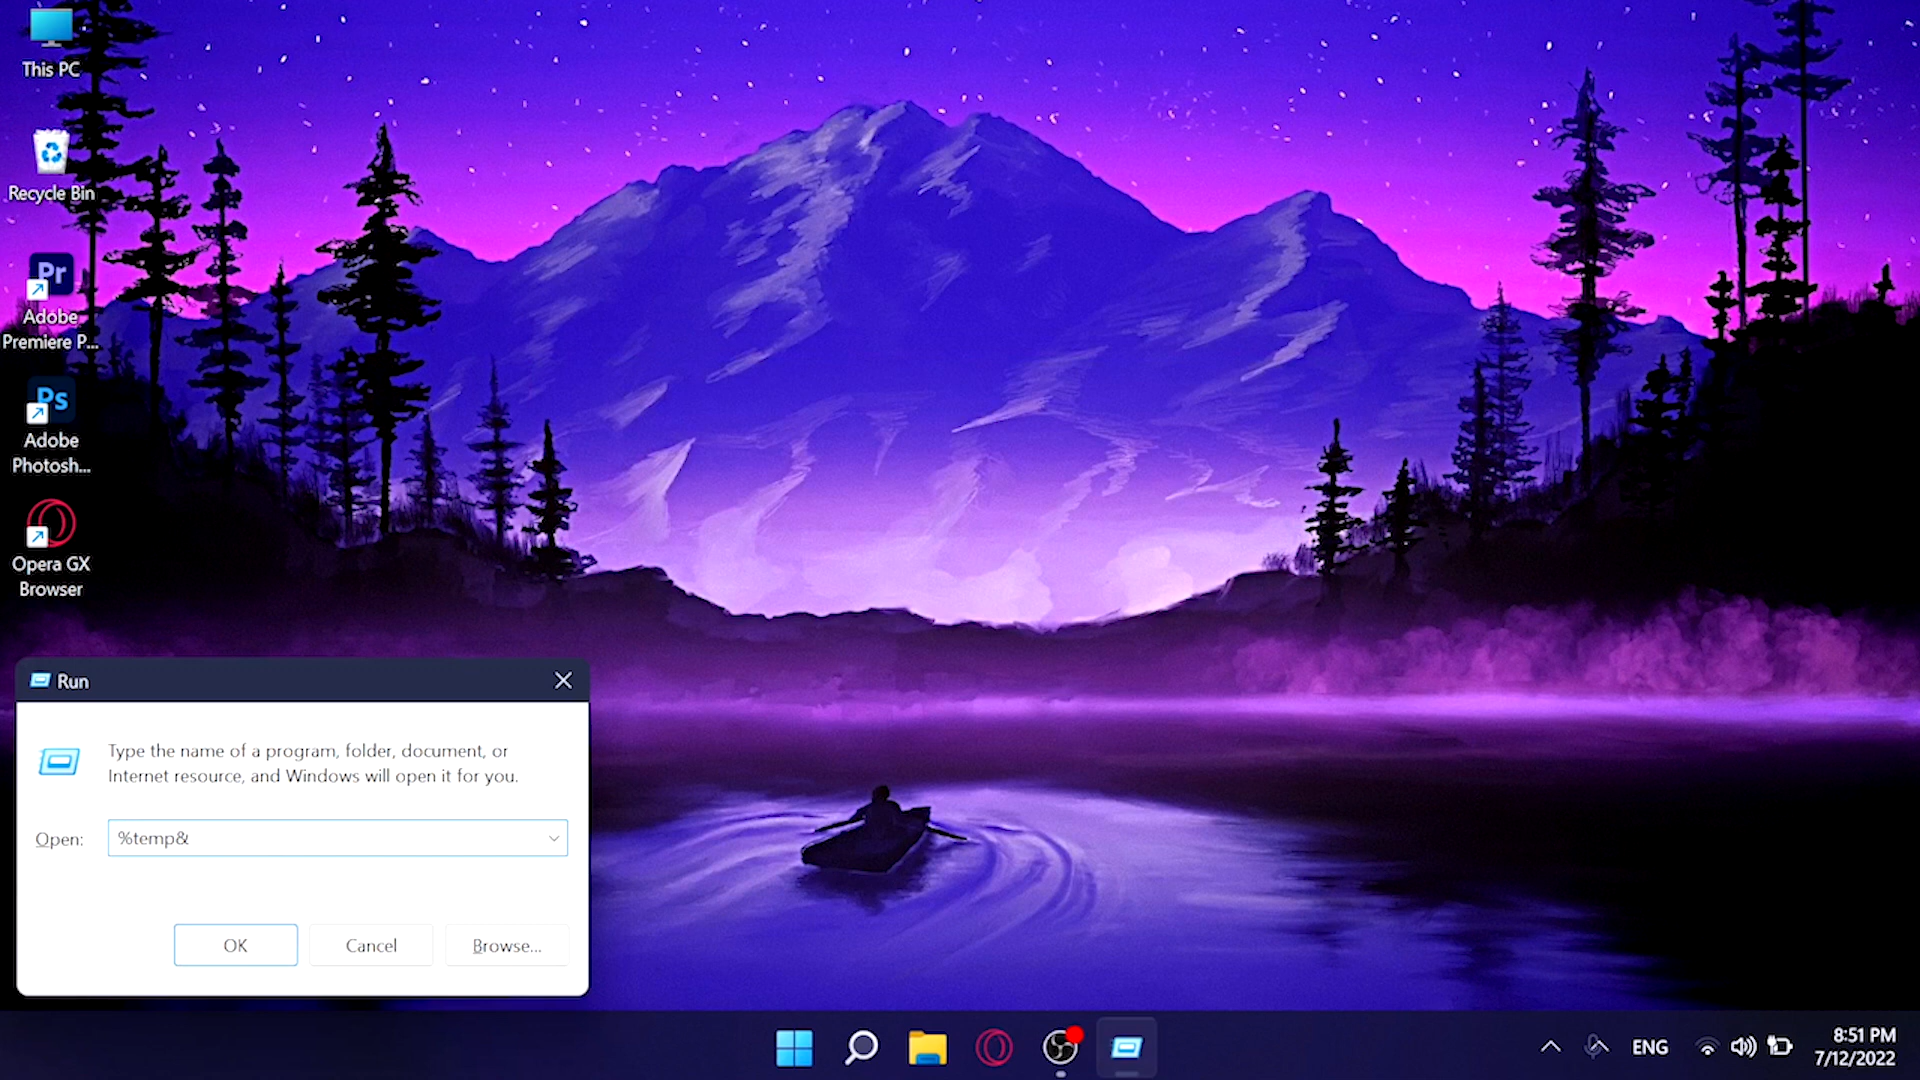 This PC
Recycle Bin
Pr
Adobe
Premiere P...
Ps
Adobe
Photosh...
Opera GX
Browser
Run
Type the name of a program, folder, document, or
Internet resource, and Windows will open it for you.
Open:
%temp&
OK
Cancel
Browse...
ENG
8:51 PM
7/12/2022